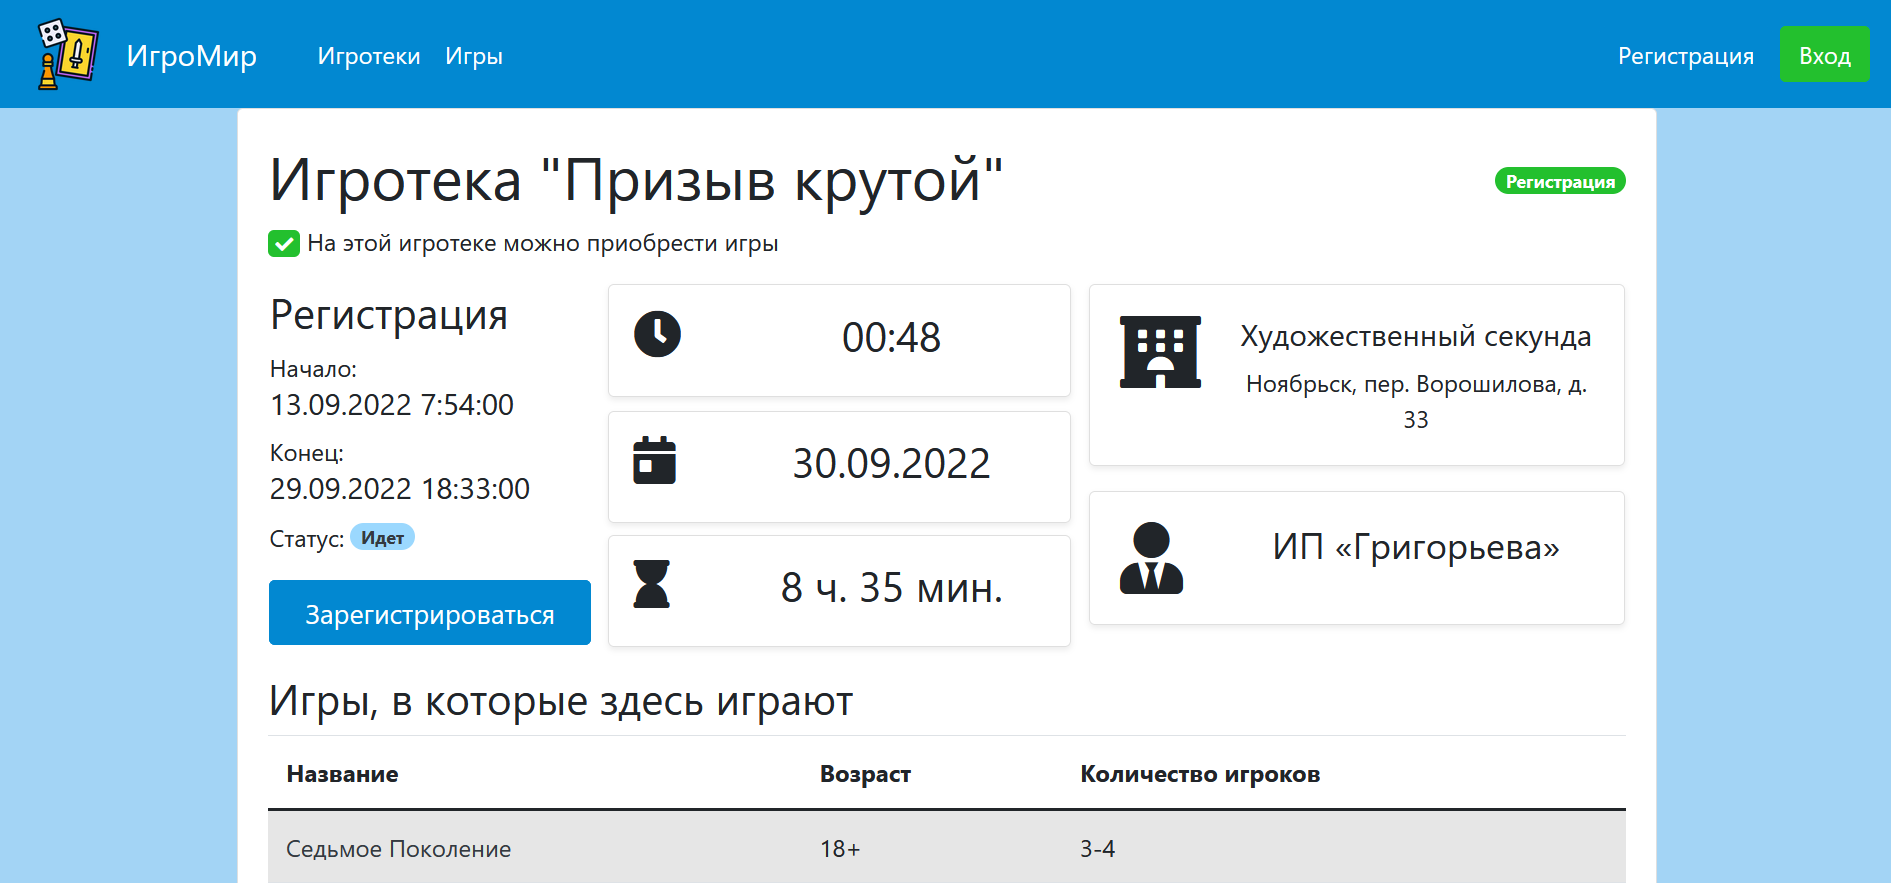 ИгроМир
Игротеки
Игры
Регистрация
Вход
Игротека "Призыв крутой"
Регистрация
На этой игротеке можно приобрести игры
Регистрация
Начало:
13.09.2022 7:54:00
Конец:
29.09.2022 18:33:00
Статус: Идет
Зарегистрироваться
00:48
30.09.2022
8 ч. 35 мин.
Художественный секунда
Ноябрьск, пер. Ворошилова, д.
33
ИП «Григорьева»
Игры, в которые здесь играют
Название Возраст Количество игроков
Седьмое Поколение 18+ 3-4